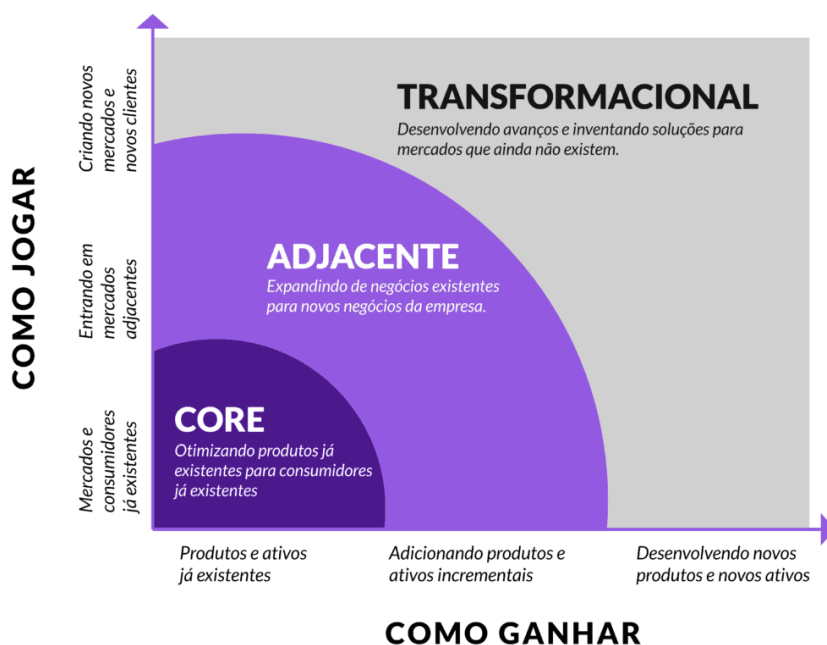 COMO JOGAR
Criando novos
mercados e
novos clientes
Entrando em
mercados
adjacentes
Mercados e
consumidores
já existentes
TRANSFORMACIONAL
Desenvolvendo avanços e inventando soluções para
mercados que ainda não existem.
ADJACENTE
Expandindo de negócios existentes
para novos negócios da empresa.
CORE
Otimizando produtos já
existentes para consumidores
já existentes
Produtos e ativos
já existentes
Adicionando produtos e
ativos incrementais
Desenvolvendo novos
produtos e novos ativos
COMO GANHAR